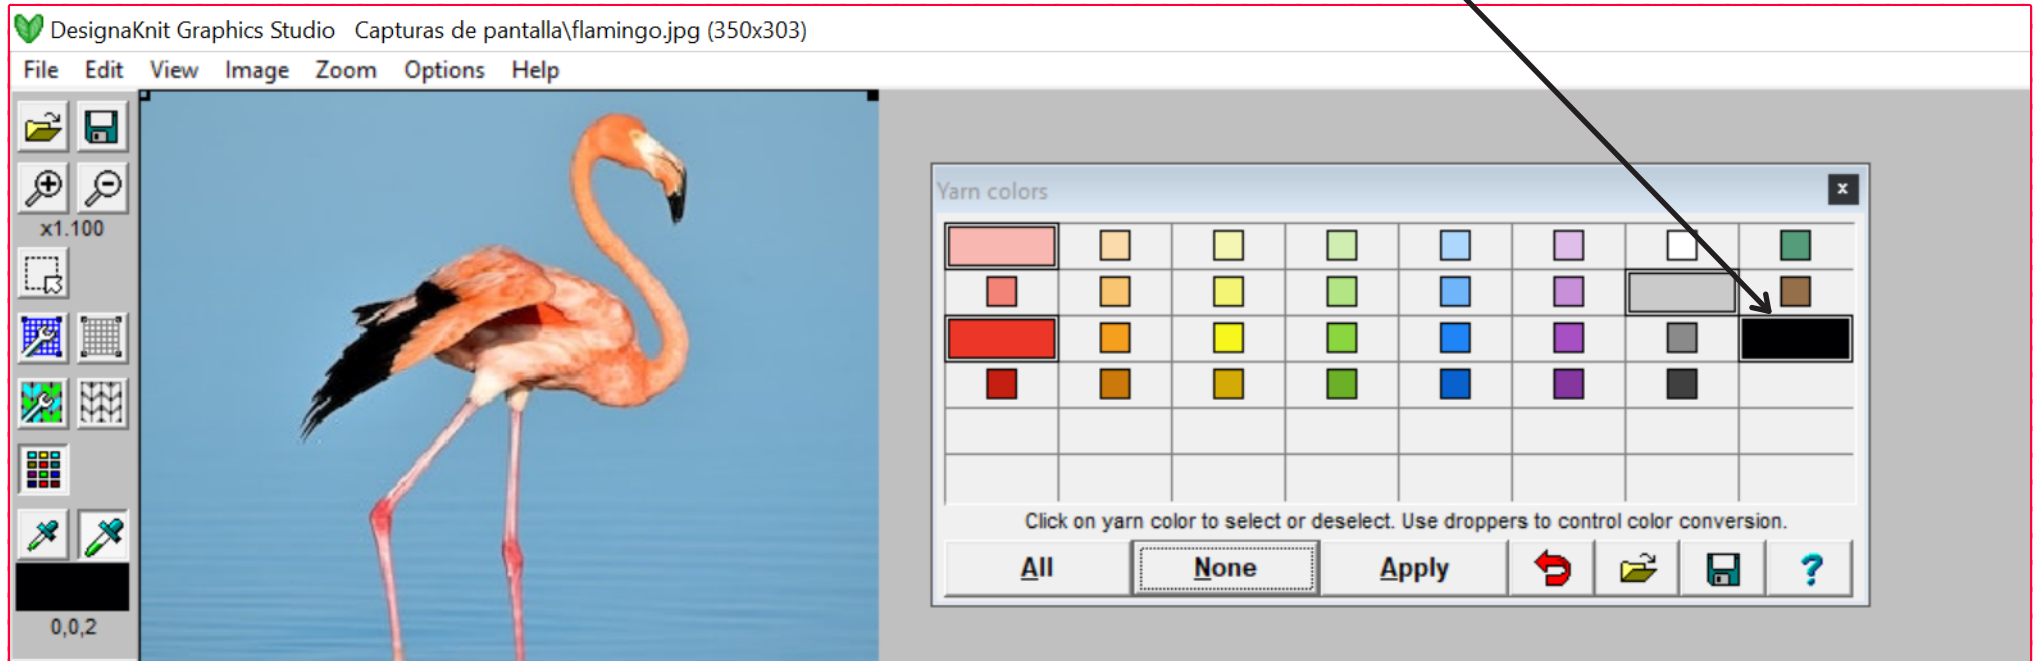 DesignaKnit Graphics Studio Capturas de pantalla\flamingo.jpg (350x303)
File Edit View Image Zoom Options Help
x1.100
0,0,2
Yarn colors
x
Click on yarn color to select or deselect. Use droppers to control color conversion.
All None Apply ?